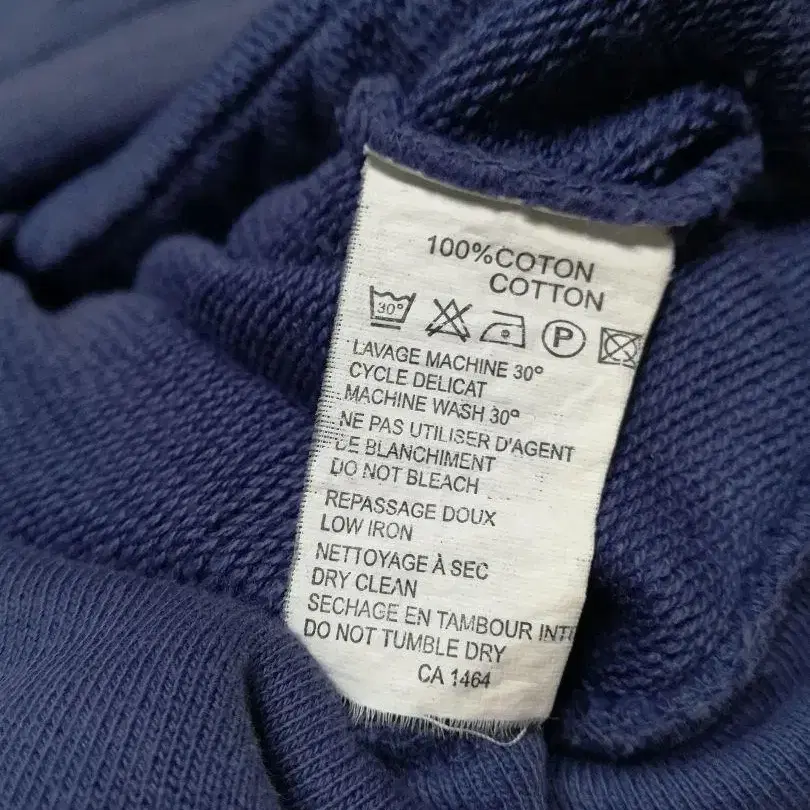 100%COTON
COTTON
30° P
LAVAGE MACHINE 30°
CYCLE DELICAT
MACHINE WASH 30°
NE PAS UTILISER D'AGENT
DE BLANCHIMENT
DO NOT BLEACH
REPASSAGE DOUX
LOW IRON
NETTOYAGE À SEC
DRY CLEAN
SECHAGE EN TAMBOUR
DO NOT TUMBLE DRY
CA 1464